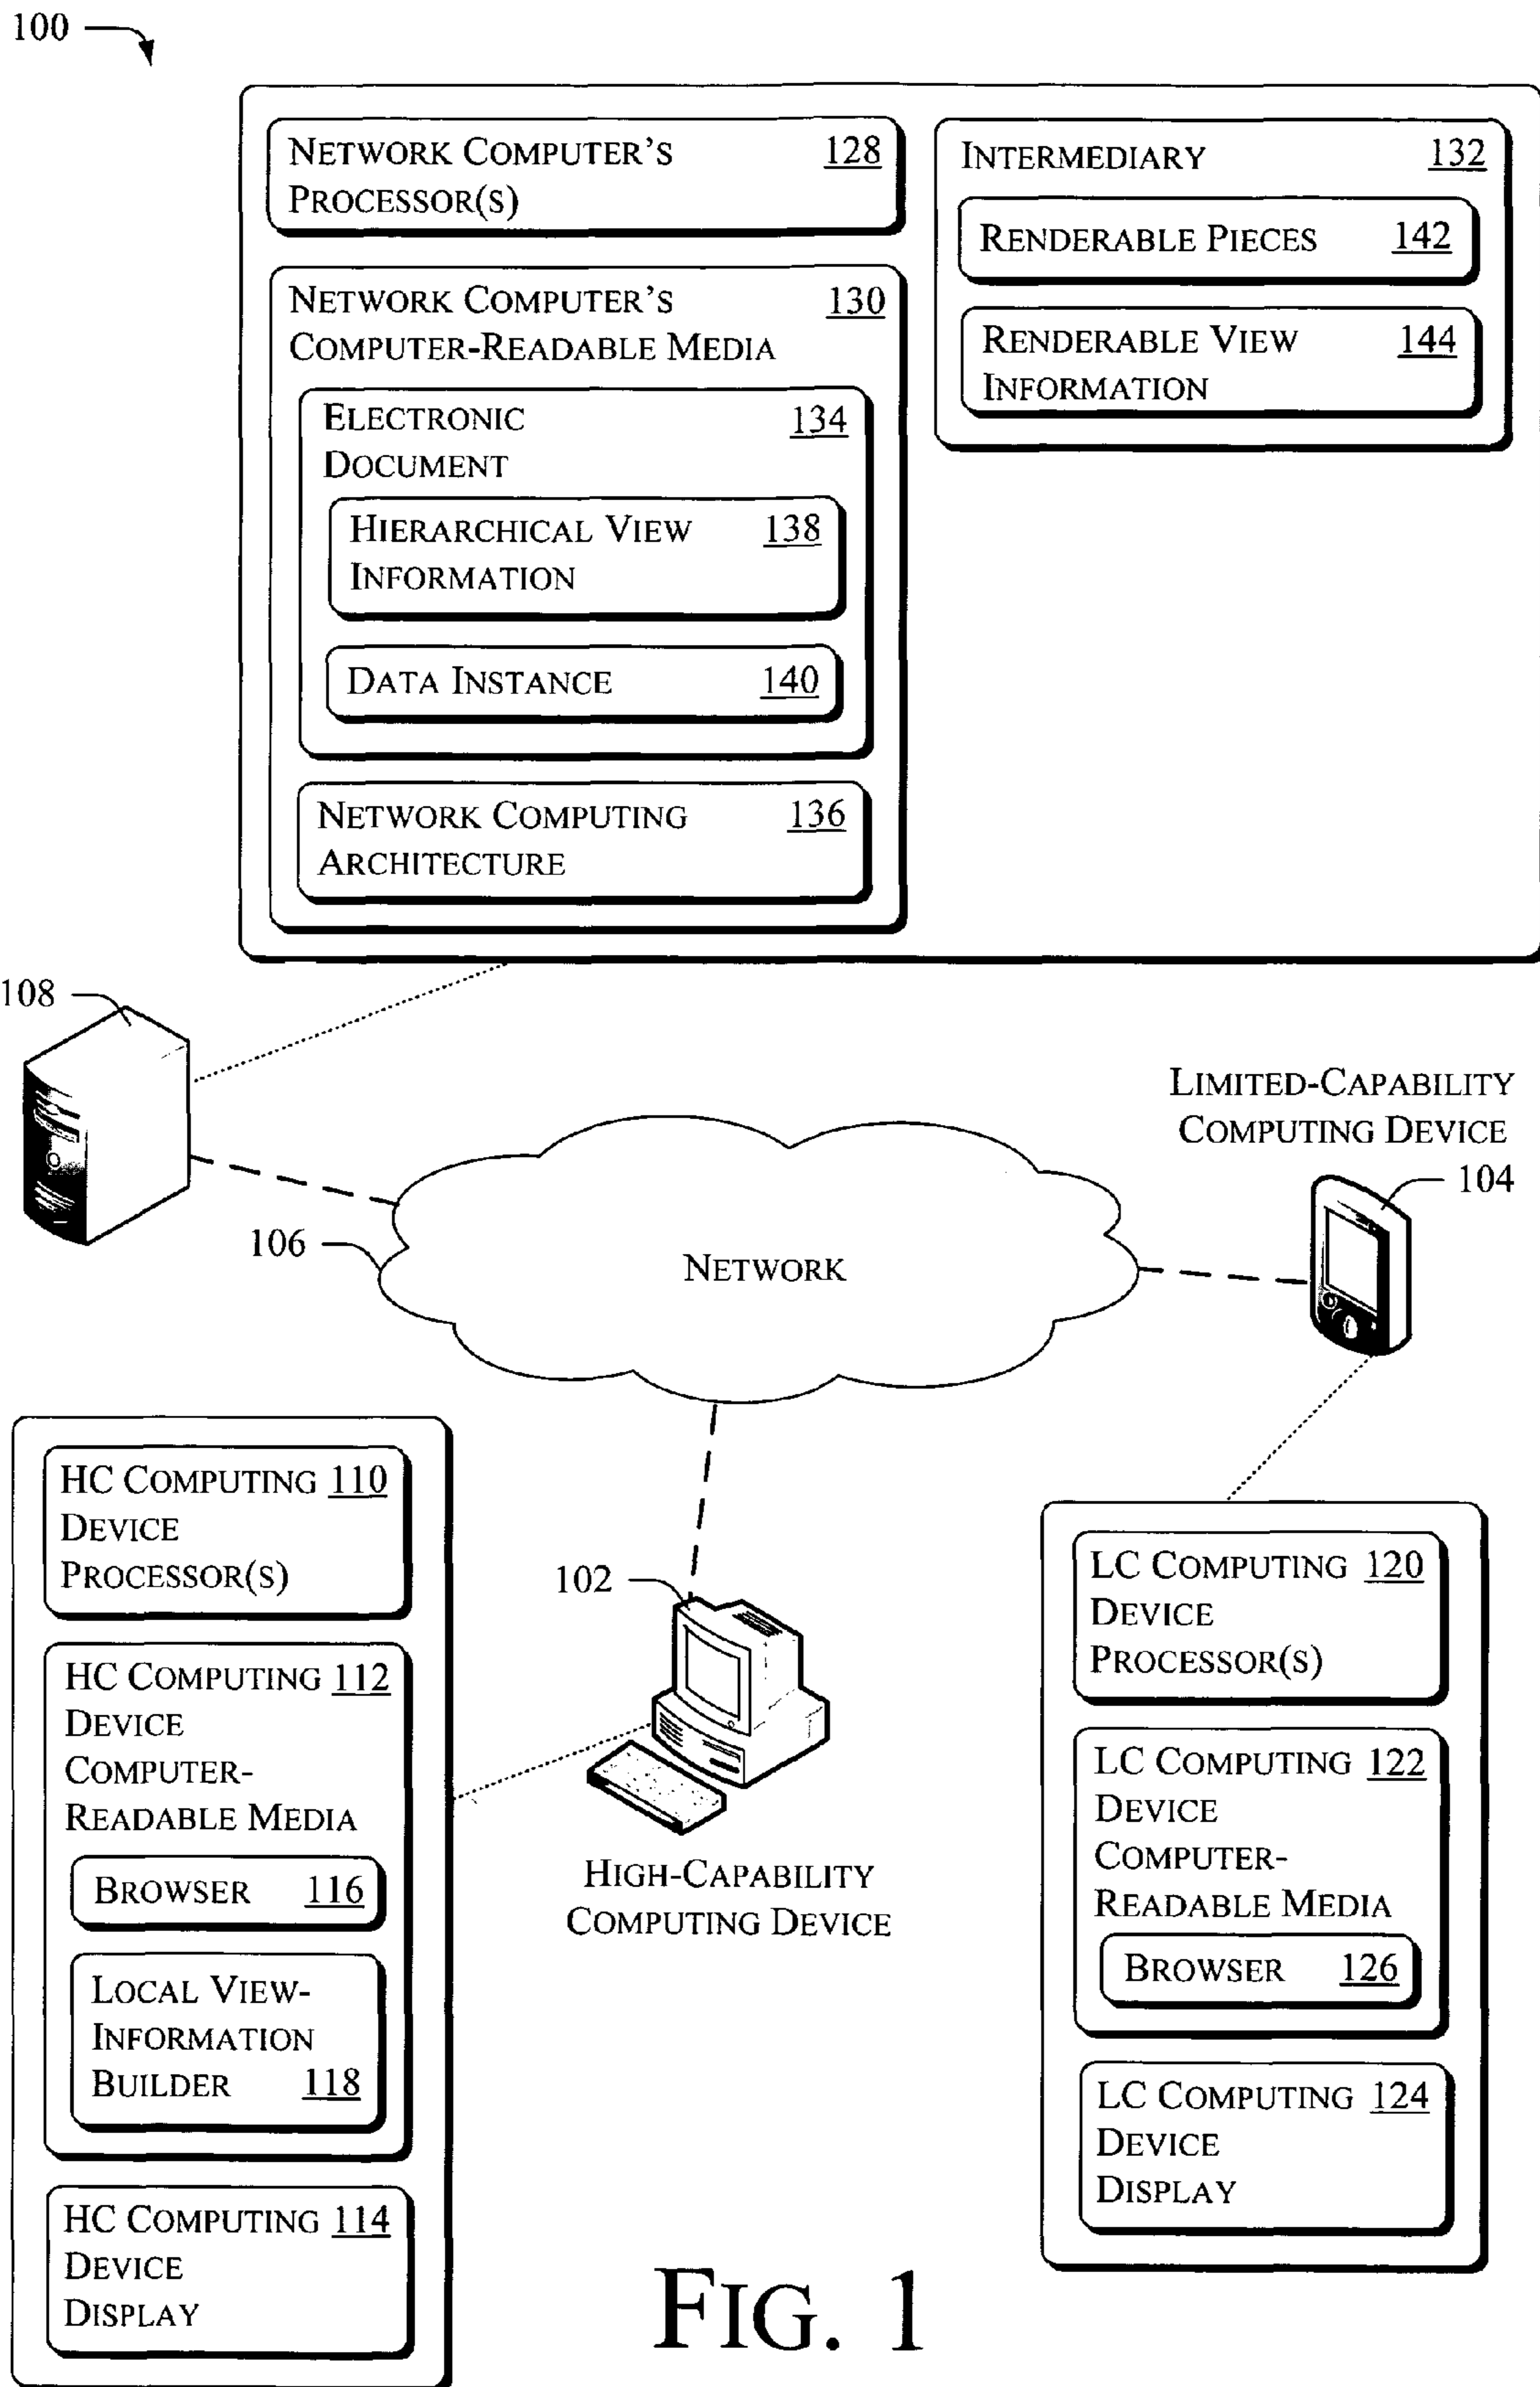 100
NETWORK COMPUTER'S 128
PROCESSOR(S)
INTERMEDIARY 132
RENDERABLE PIECES 142
RENDERABLE VIEW 144
INFORMATION
NETWORK COMPUTER'S 130
COMPUTER-READABLE MEDIA
ELECTRONIC 134
DOCUMENT
HIERARCHICAL VIEW 138
INFORMATION
DATA INSTANCE 140
NETWORK COMPUTING 136
ARCHITECTURE
108
LIMITED-CAPABILITY
COMPUTING DEVICE
104
106
NETWORK
HC COMPUTING 110
DEVICE
PROCESSOR(S)
HC COMPUTING 112
DEVICE
COMPUTER-
READABLE MEDIA
BROWSER 116
LOCAL VIEW-
INFORMATION
BUILDER 118
HC COMPUTING 114
DEVICE
DISPLAY
102
HIGH-CAPABILITY
COMPUTING DEVICE
LC COMPUTING 120
DEVICE
PROCESSOR(S)
LC COMPUTING 122
DEVICE
COMPUTER-
READABLE MEDIA
BROWSER 126
LC COMPUTING 124
DEVICE
DISPLAY
FIG. 1